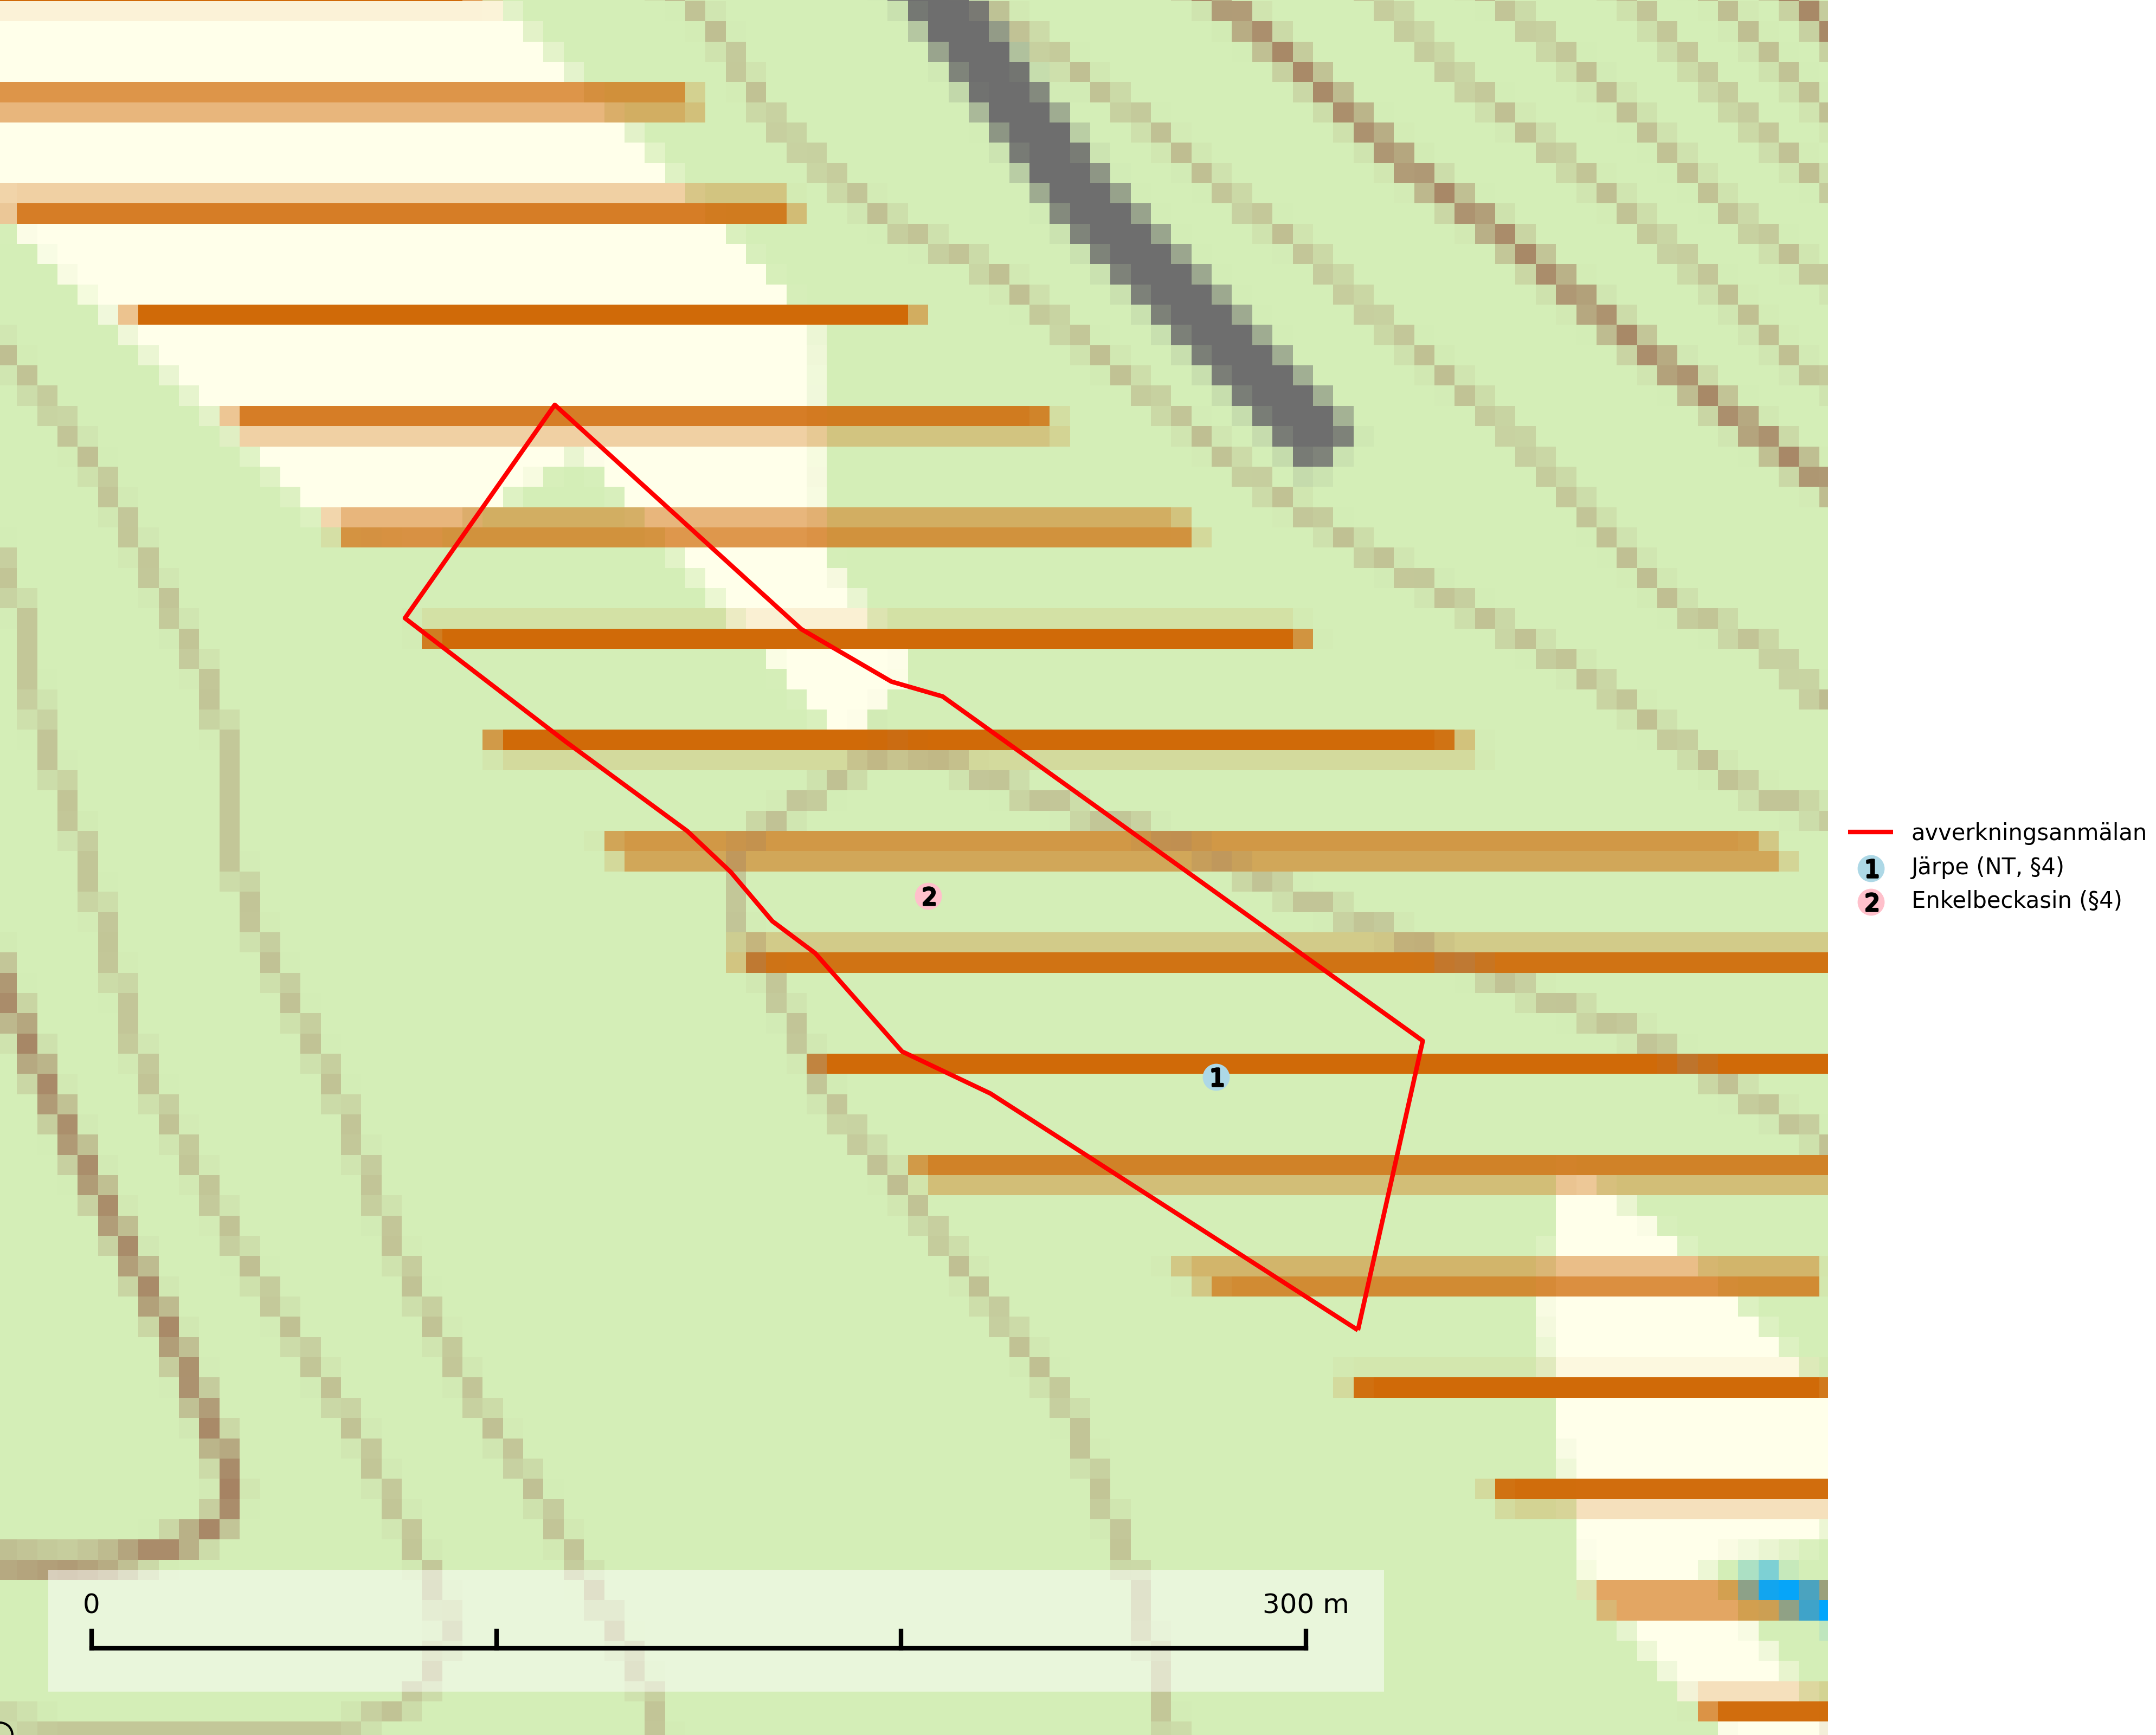 2
1
avverkningsanmälan
1 Järpe (NT, §4)
2 Enkelbeckasin (§4)
0 300 m